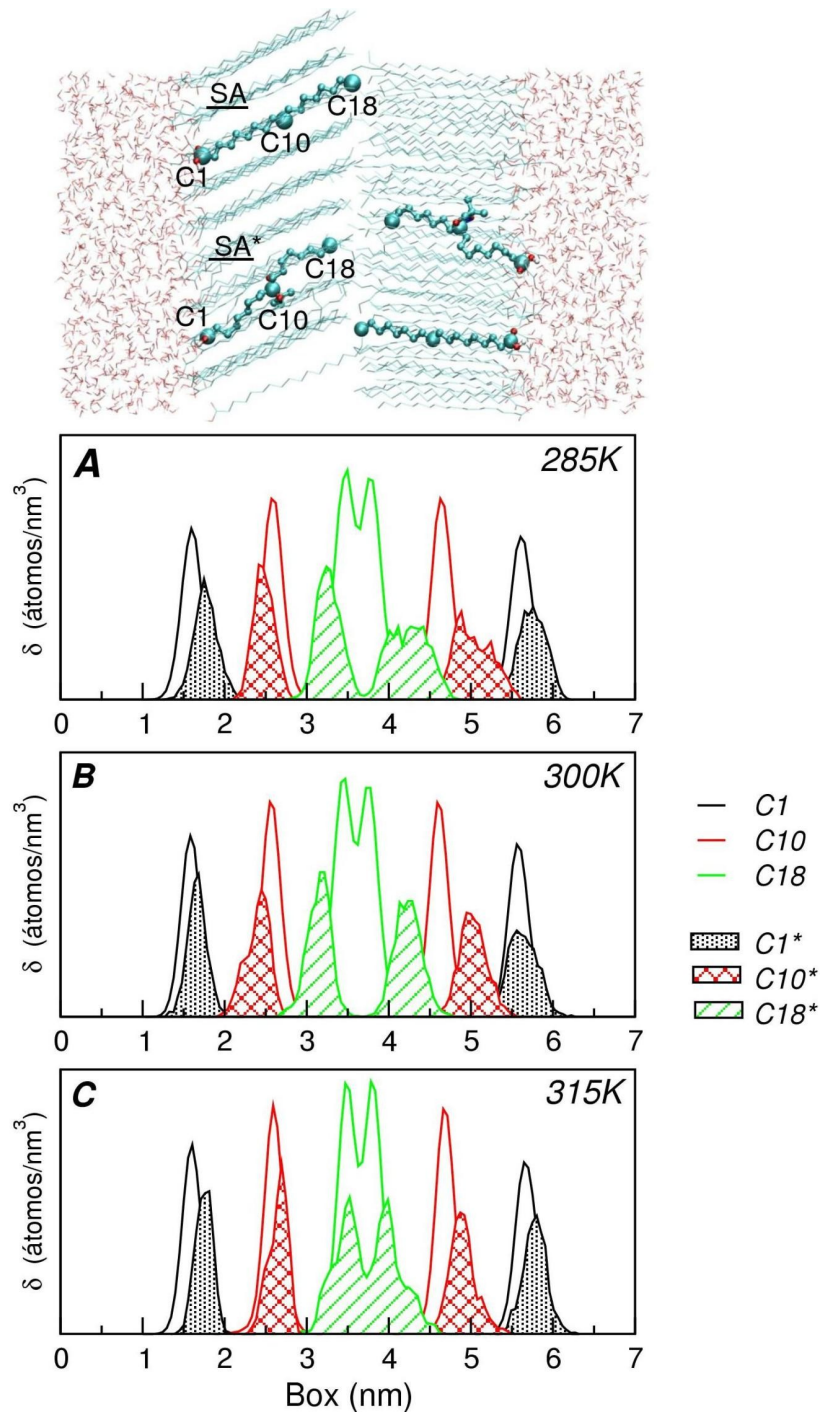 SA
C18
C10
C1
SA*
C18
C1
C10
A 285K
δ (átomos/nm³)
0 1 2 3 4 5 6 7
B 300K
δ (átomos/nm³)
0 1 2 3 4 5 6 7
C1
C10
C18
C1*
C10*
C18*
C 315K
δ (átomos/nm³)
0 1 2 3 4 5 6 7
Box (nm)